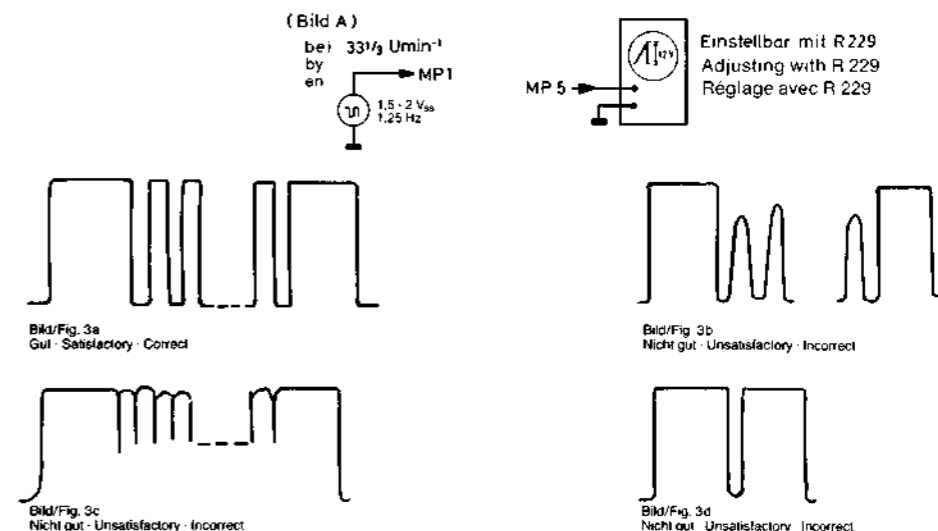 (Bild A)
bei 33 1/3 Umin⁻¹
by
en
MP1
1,5 - 2 Vss
1,25 Hz
MP 5
Einstellbar mit R 229
Adjusting with R 229
Réglage avec R 229
Bild/Fig. 3a
Gut · Satisfactory · Correct
Bild/Fig. 3b
Nicht gut · Unsatisfactory · Incorrect
Bild/Fig. 3c
Nicht gut · Unsatisfactory · Incorrect
Bild/Fig. 3d
Nicht gut · Unsatisfactory · Incorrect